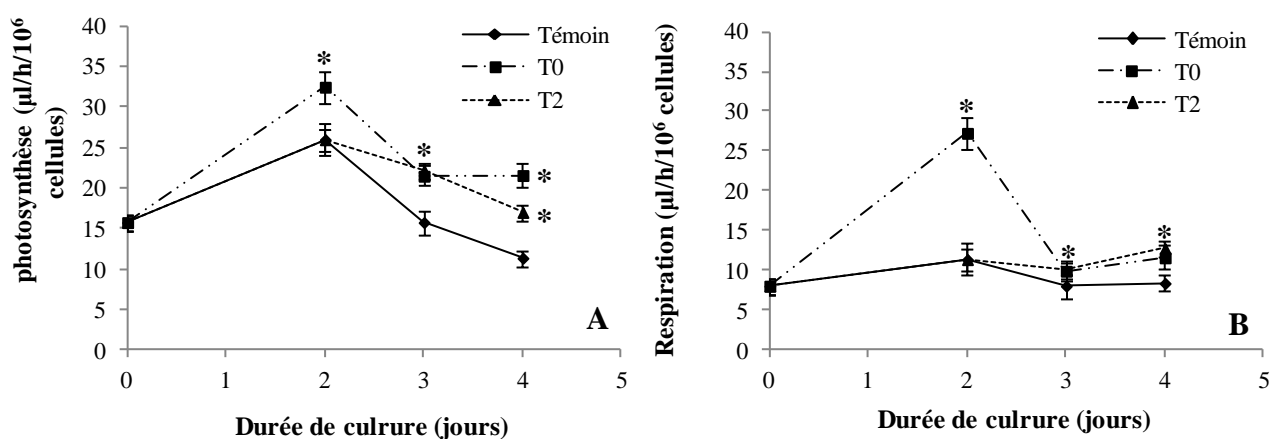 photosynthèse (µl/h/10⁶
cellules)
40
35
30
25
20
15
10
5
0
*
*
*
*
Témoin
T0
T2
A
0
1
2
3
4
5
Durée de culrure (jours)
Respiration (µl/h/10⁶ cellules)
40
35
30
25
20
15
10
5
0
*
*
*
Témoin
T0
T2
B
0
1
2
3
4
5
Durée de culrure (jours)